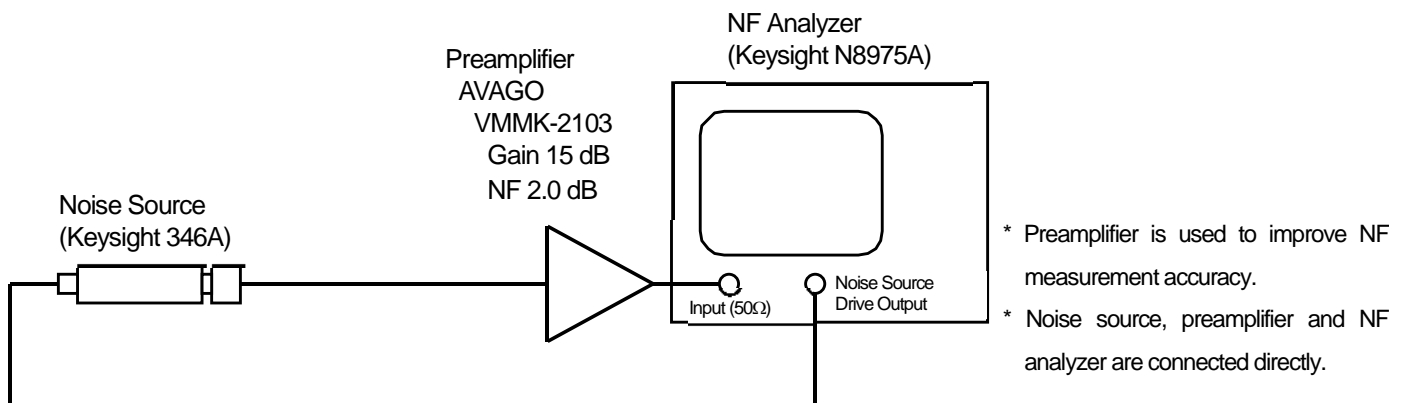 NF Analyzer
(Keysight N8975A)
Preamplifier
AVAGO
VMMK-2103
Gain 15 dB
NF 2.0 dB
Noise Source
(Keysight 346A)
Input (50Ω)
Noise Source
Drive Output
* Preamplifier is used to improve NF
measurement accuracy.
* Noise source, preamplifier and NF
analyzer are connected directly.